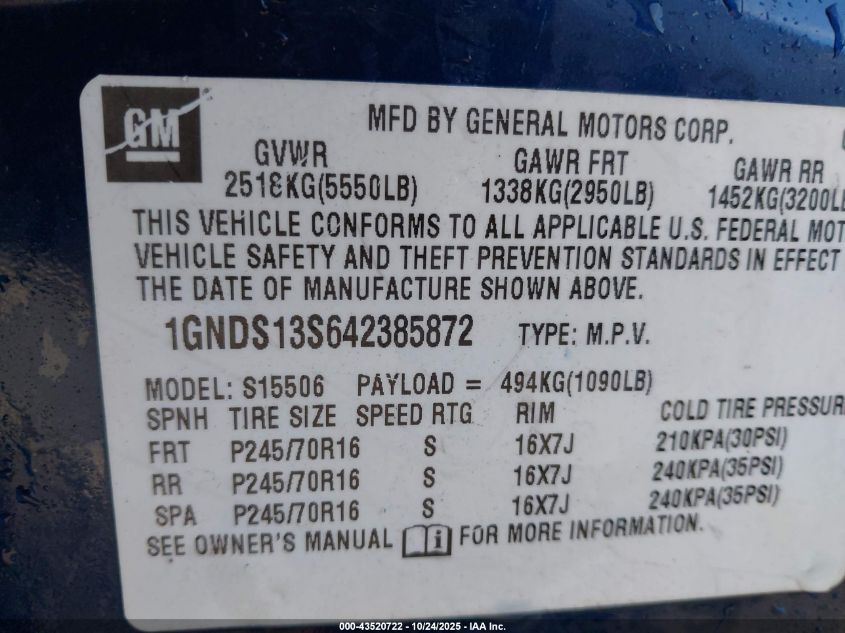 GM
MFD BY GENERAL MOTORS CORP.
GVWR GAWR FRT GAWR RR
2518KG(5550LB) 1338KG(2950LB) 1452KG(3200LB
THIS VEHICLE CONFORMS TO ALL APPLICABLE U.S. FEDERAL MOT
VEHICLE SAFETY AND THEFT PREVENTION STANDARDS IN EFFECT
THE DATE OF MANUFACTURE SHOWN ABOVE.
1GNDS13S642385872 TYPE: M.P.V.
MODEL: S15506 PAYLOAD = 494KG(1090LB)
SPNH TIRE SIZE SPEED RTG RIM COLD TIRE PRESSUR
FRT P245/70R16 S 16X7J 210KPA(30PSI)
RR P245/70R16 S 16X7J 240KPA(35PSI)
SPA P245/70R16 S 16X7J 240KPA(35PSI)
SEE OWNER'S MANUAL i FOR MORE INFORMATION.
000-43520722 - 10/24/2025 - IAA Inc.